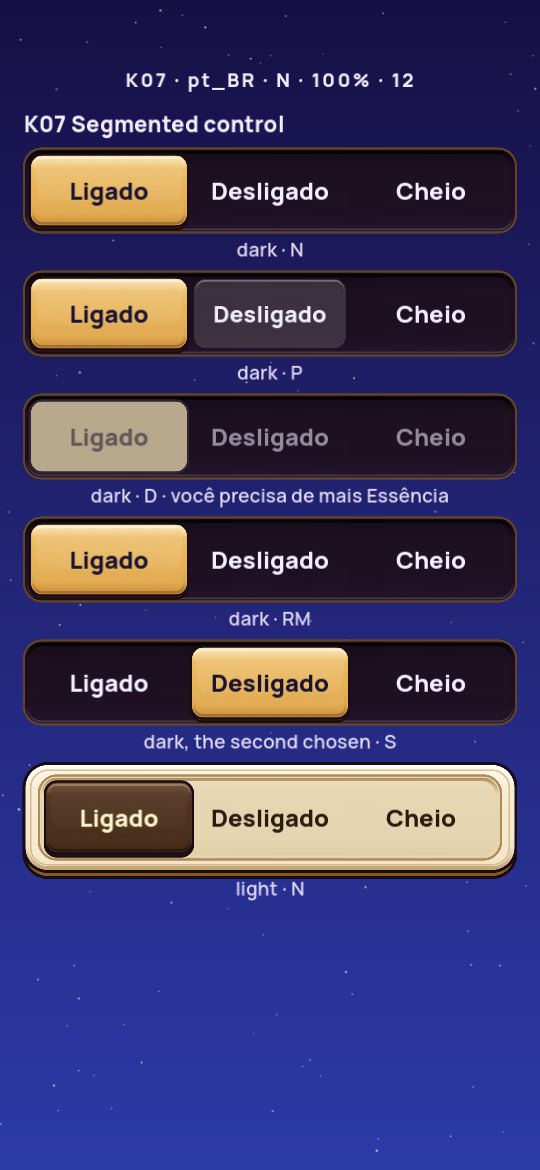 K07 · pt_BR · N · 100% · 12
K07 Segmented control
Ligado Desligado Cheio
dark · N
Ligado Desligado Cheio
dark · P
Ligado Desligado Cheio
dark · D · você precisa de mais Essência
Ligado Desligado Cheio
dark · RM
Ligado Desligado Cheio
dark, the second chosen · S
Ligado Desligado Cheio
light · N